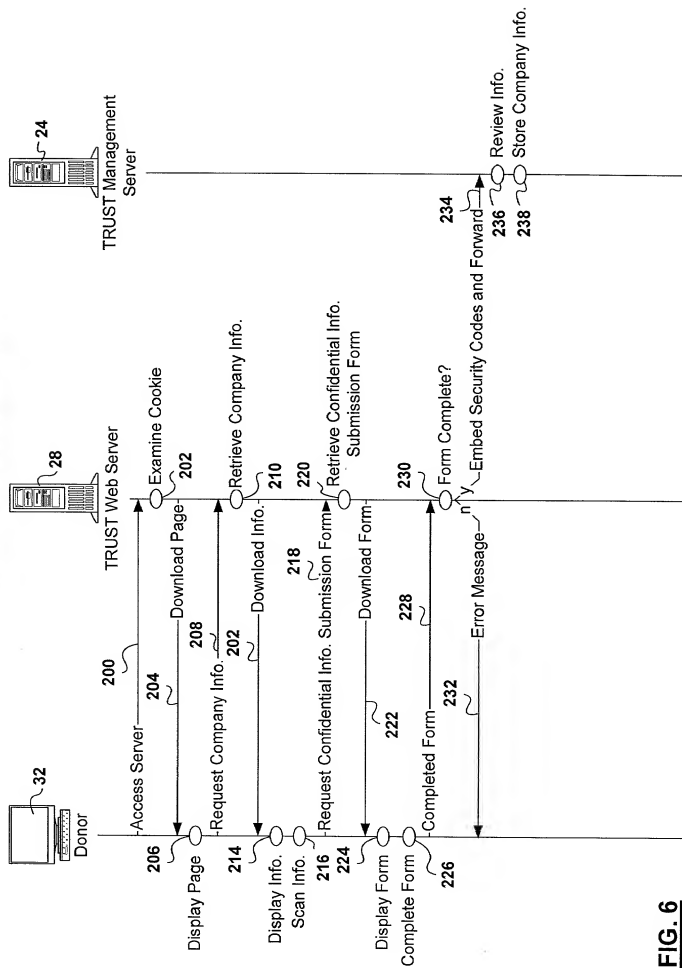 32
Donor
28
TRUST Web Server
24
TRUST Management
Server
Access Server
200
Examine Cookie
202
Download Page
204
206
Display Page
Request Company Info.
208
Retrieve Company Info.
210
Download Info.
202
214
Display Info.
Scan Info.
216
Request Confidential Info. Submission Form
218
220
Retrieve Confidential Info.
Submission Form
Download Form
222
224
Display Form
Complete Form
226
Completed Form
228
230
Form Complete?
n
y
Error Message
232
Embed Security Codes and Forward
234
Review Info.
236
Store Company Info.
238
FIG. 6